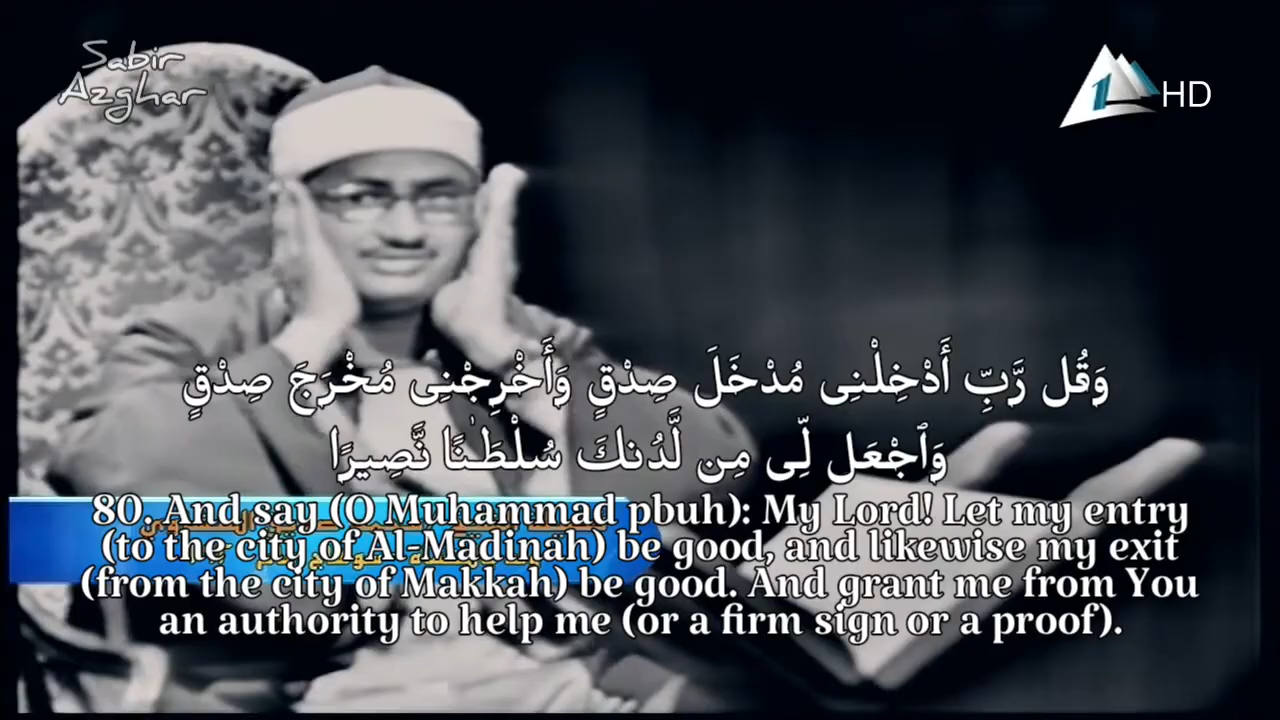 Sabir
Azghar
1
HD
وَقُل رَّبِّ أَدْخِلْنِى مُدْخَلَ صِدْقٍ وَأَخْرِجْنِى مُخْرَجَ صِدْقٍ
وَٱجْعَل لِّى مِن لَّدُنكَ سُلْطَـٰنًا نَّصِيرًا
80. And say (O Muhammad pbuh): My Lord! Let my entry
(to the city of Al-Madinah) be good, and likewise my exit
(from the city of Makkah) be good. And grant me from You
an authority to help me (or a firm sign or a proof).